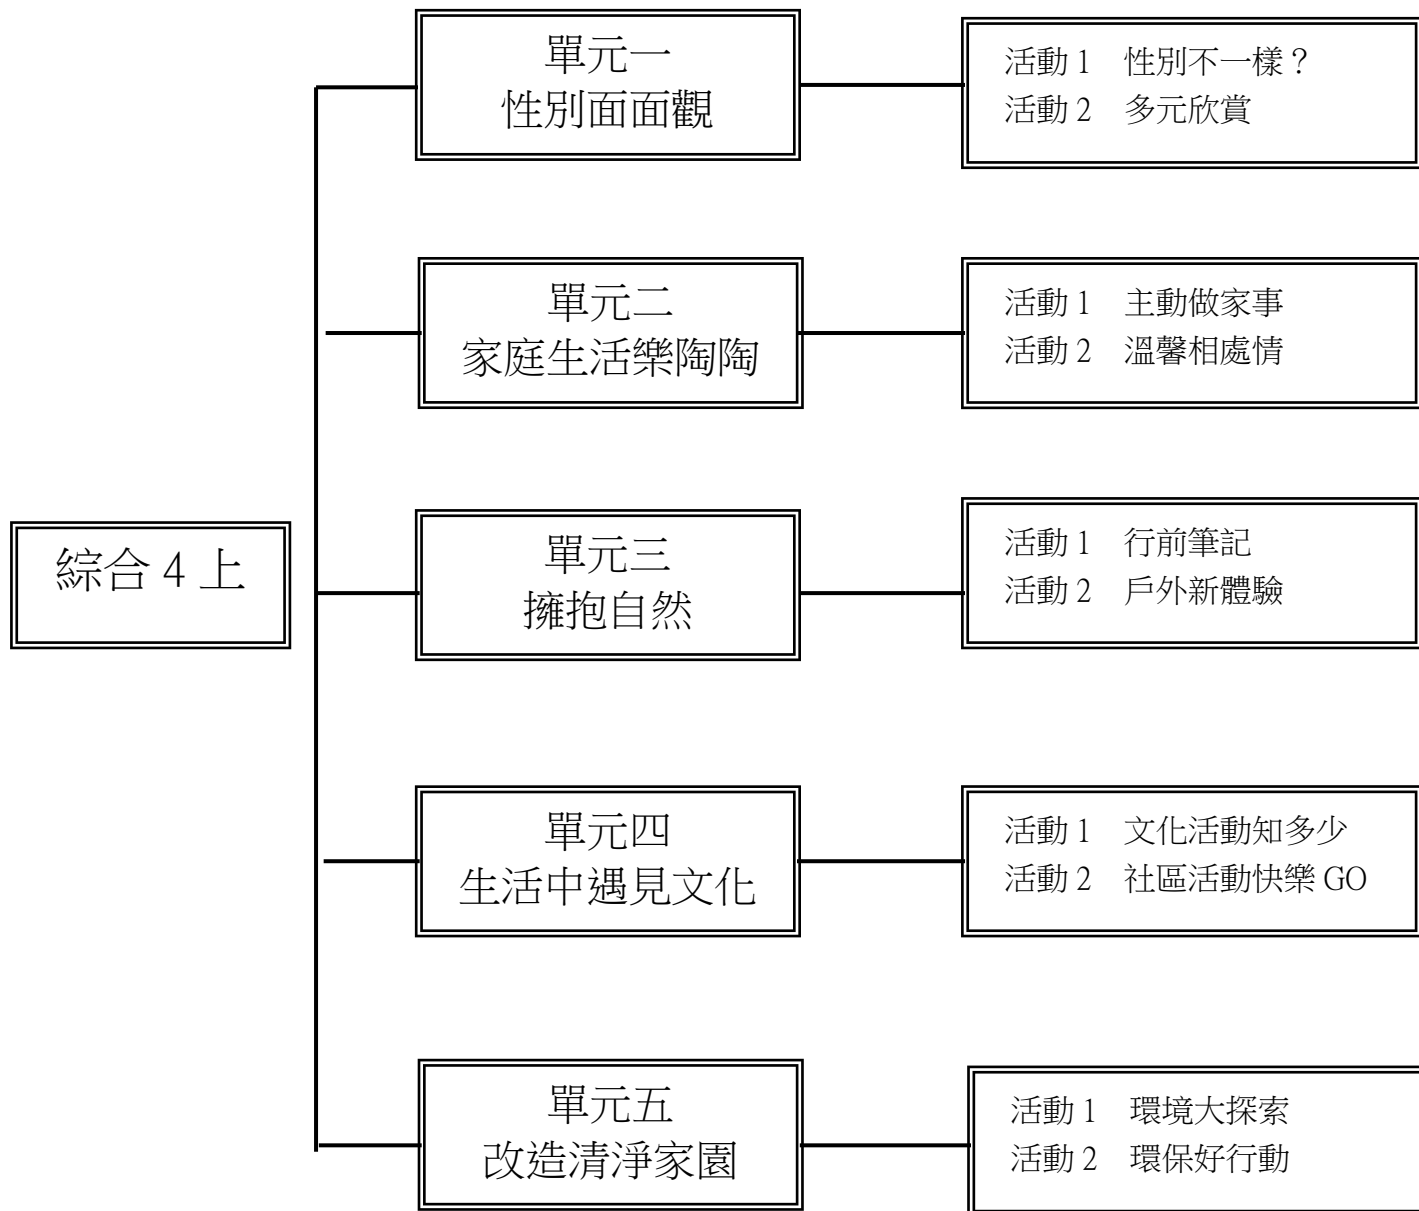 綜合 4 上
單元一
性別面面觀
活動 1　性別不一樣？
活動 2　多元欣賞
單元二
家庭生活樂陶陶
活動 1　主動做家事
活動 2　溫馨相處情
單元三
擁抱自然
活動 1　行前筆記
活動 2　戶外新體驗
單元四
生活中遇見文化
活動 1　文化活動知多少
活動 2　社區活動快樂 GO
單元五
改造清淨家園
活動 1　環境大探索
活動 2　環保好行動